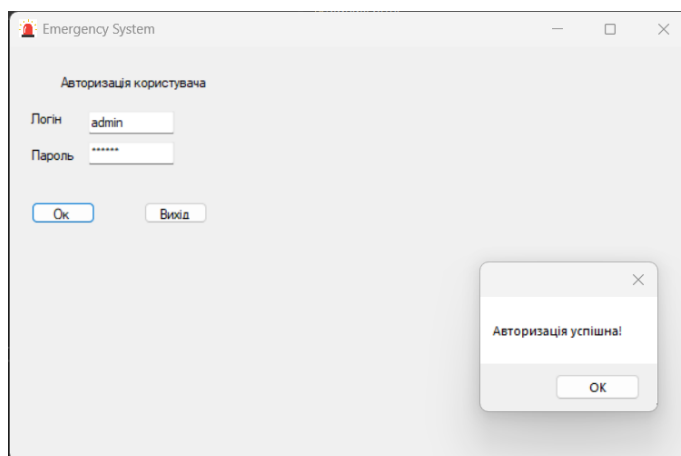 Emergency System
Авторизація користувача
Логін admin
Пароль ******
Ок Вихід
Авторизація успішна!
OK